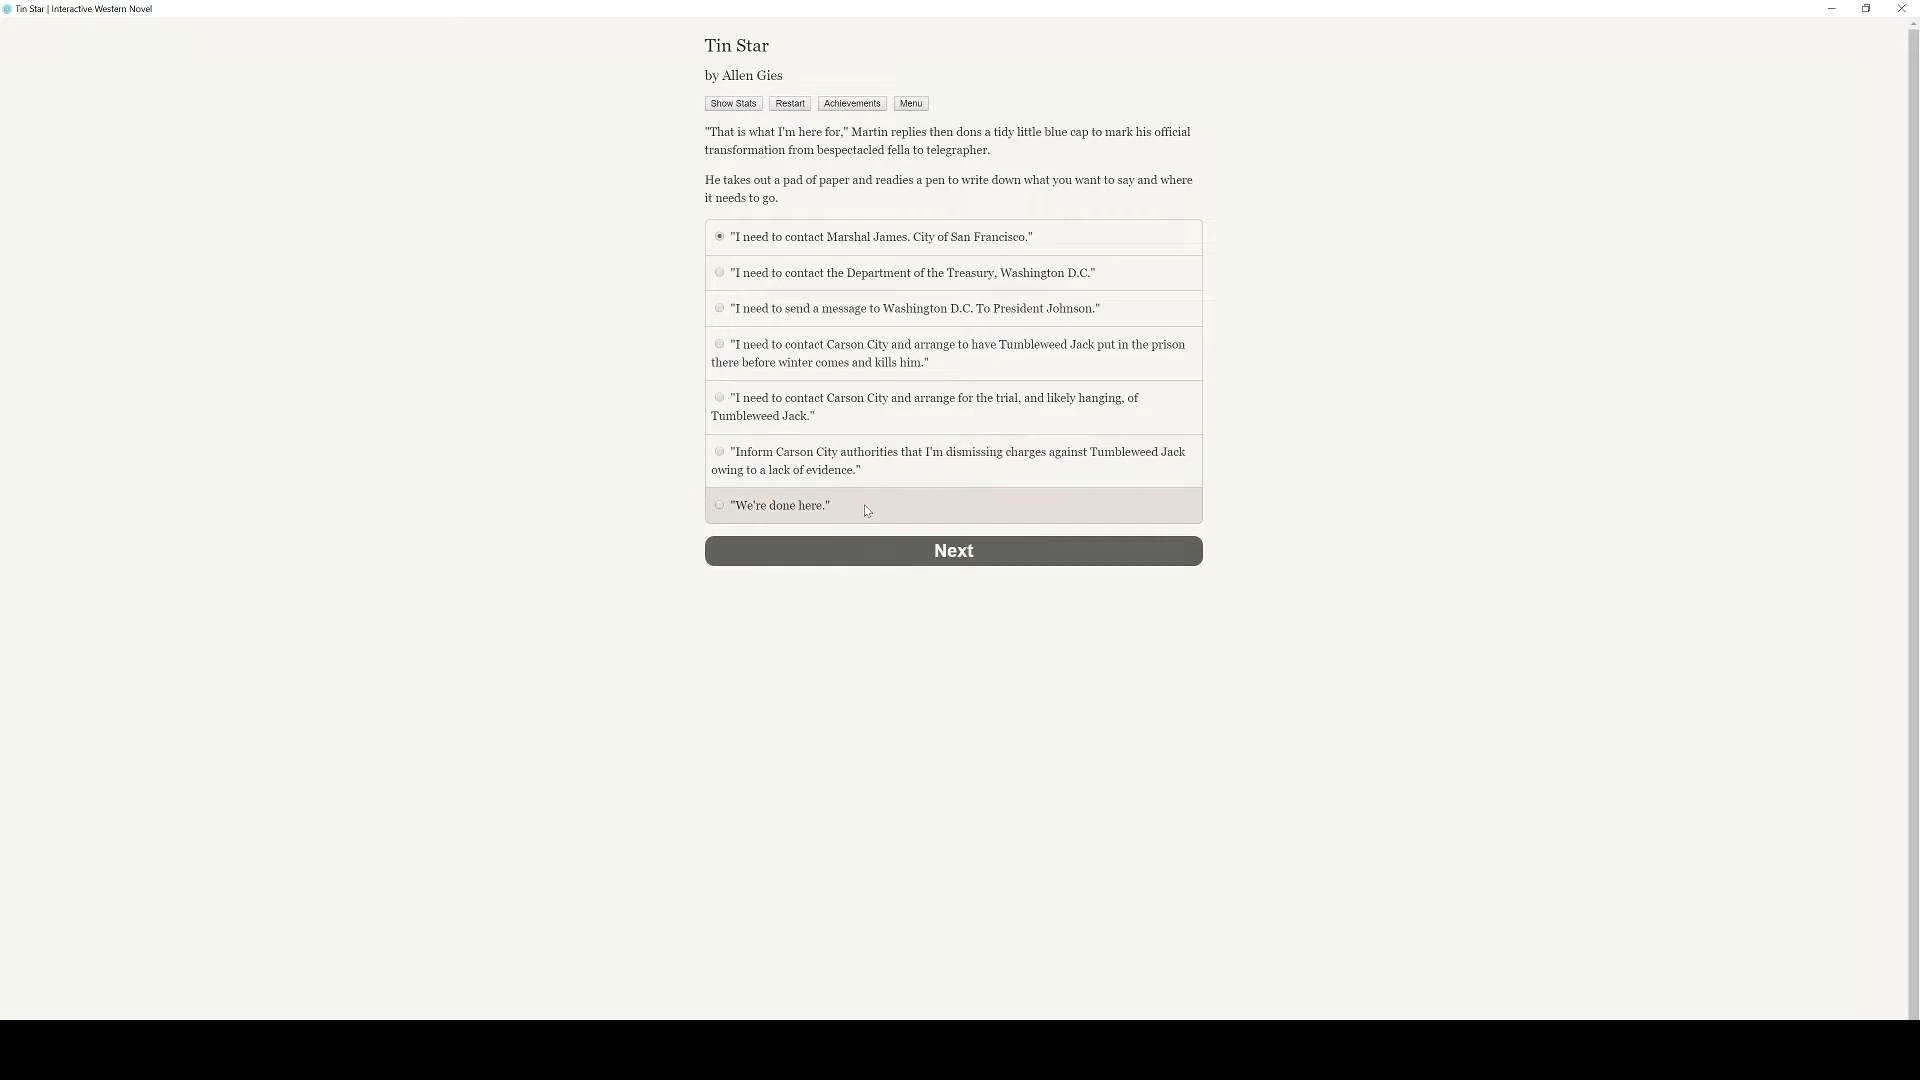 Tin Star | Interactive Western Novel
Tin Star
by Allen Gies
Show Stats Restart Achievements Menu
"That is what I'm here for," Martin replies then dons a tidy little blue cap to mark his official
transformation from bespectacled fella to telegrapher.
He takes out a pad of paper and readies a pen to write down what you want to say and where
it needs to go.
"I need to contact Marshal James. City of San Francisco."
"I need to contact the Department of the Treasury, Washington D.C."
"I need to send a message to Washington D.C. To President Johnson."
"I need to contact Carson City and arrange to have Tumbleweed Jack put in the prison
there before winter comes and kills him."
"I need to contact Carson City and arrange for the trial, and likely hanging, of
Tumbleweed Jack."
"Inform Carson City authorities that I'm dismissing charges against Tumbleweed Jack
owing to a lack of evidence."
"We're done here."
Next